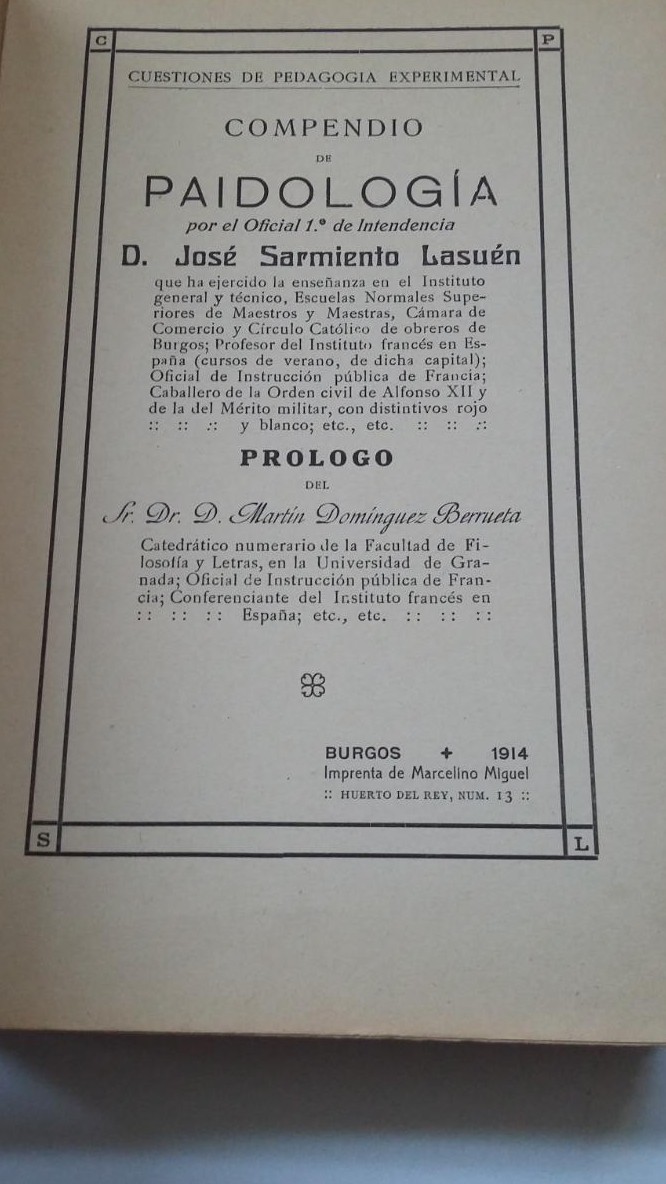 C P
CUESTIONES DE PEDAGOGIA EXPERIMENTAL
COMPENDIO
DE
PAIDOLOGÍA
por el Oficial 1.º de Intendencia
D. José Sarmiento Lasuén
que ha ejercido la enseñanza en el Instituto
general y técnico, Escuelas Normales Supe-
riores de Maestros y Maestras, Cámara de
Comercio y Círculo Católico de obreros de
Burgos; Profesor del Instituto francés en Es-
paña (cursos de verano, de dicha capital);
Oficial de Instrucción pública de Francia;
Caballero de la Orden civil de Alfonso XII y
de la del Mérito militar, con distintivos rojo
:: :: :: y blanco; etc., etc. :: :: ::
PROLOGO
DEL
Sr. Dr. D. Martín Domínguez Berrueta
Catedrático numerario de la Facultad de Fi-
losofía y Letras, en la Universidad de Gra-
nada; Oficial de Instrucción pública de Fran-
cia; Conferenciante del Instituto francés en
:: :: :: España; etc., etc. :: :: ::
BURGOS + 1914
Imprenta de Marcelino Miguel
:: HUERTO DEL REY, NUM. 13 ::
S L